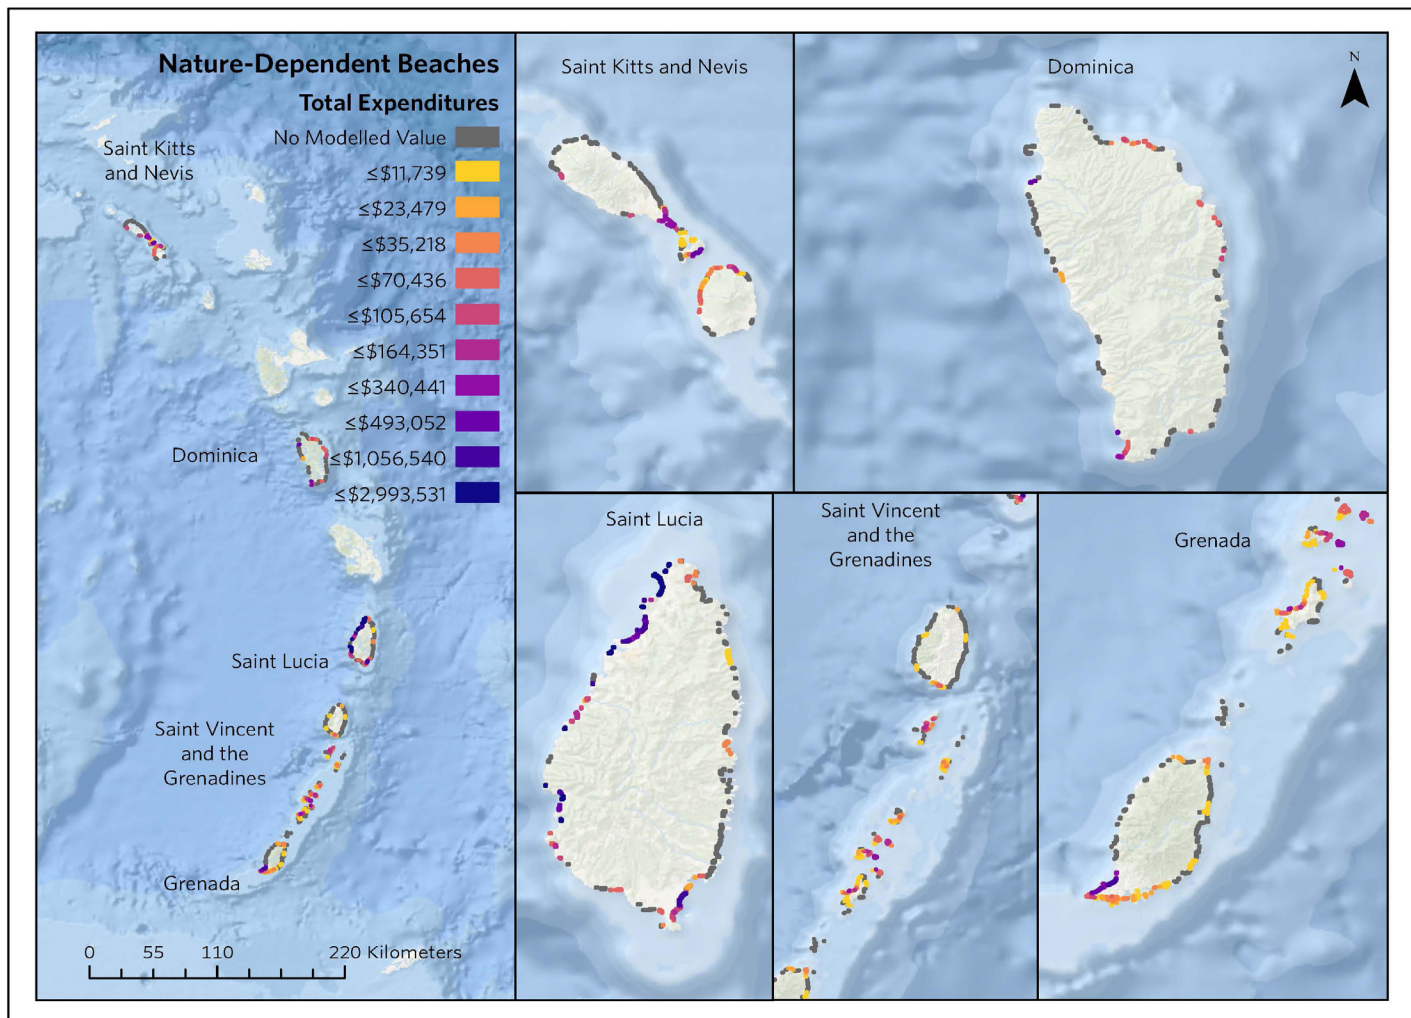 Nature-Dependent Beaches
Total Expenditures
No Modelled Value
≤$11,739
≤$23,479
≤$35,218
≤$70,436
≤$105,654
≤$164,351
≤$340,441
≤$493,052
≤$1,056,540
≤$2,993,531
Saint Kitts
and Nevis
Dominica
Saint Lucia
Saint Vincent
and the
Grenadines
Grenada
0 55 110 220 Kilometers
Saint Kitts and Nevis
Dominica
N
Saint Lucia
Saint Vincent
and the
Grenadines
Grenada